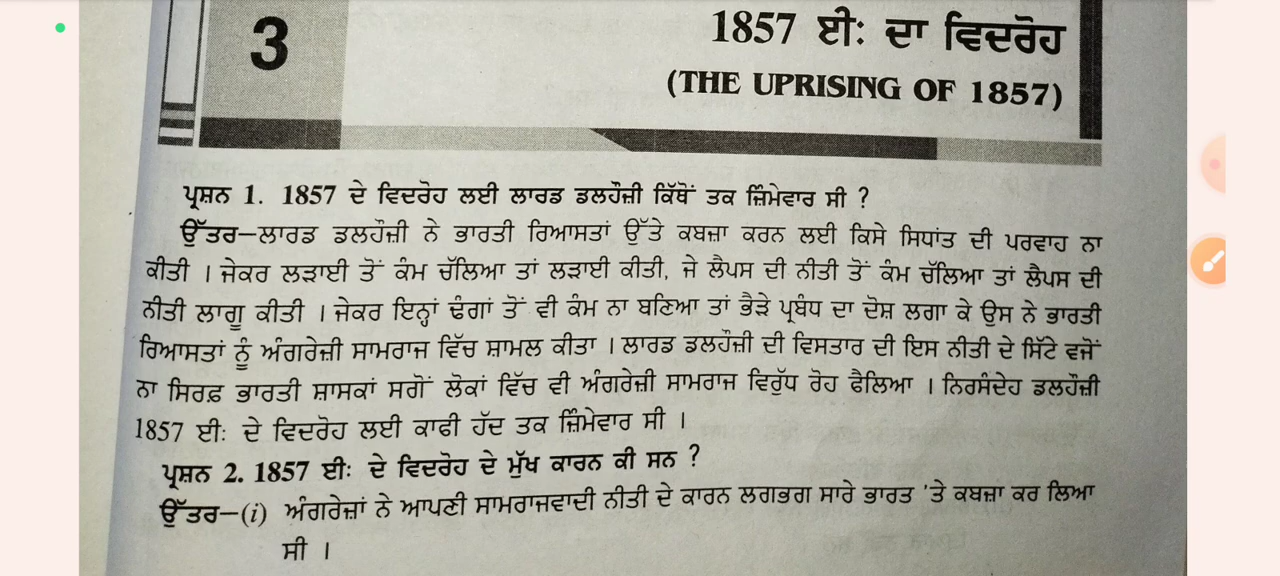 3
1857 ਈ: ਦਾ ਵਿਦਰੋਹ
(THE UPRISING OF 1857)
ਪ੍ਰਸ਼ਨ 1. 1857 ਦੇ ਵਿਦਰੋਹ ਲਈ ਲਾਰਡ ਡਲਹੌਜ਼ੀ ਕਿੱਥੋਂ ਤਕ ਜ਼ਿੰਮੇਵਾਰ ਸੀ ?
ਉੱਤਰ—ਲਾਰਡ ਡਲਹੌਜ਼ੀ ਨੇ ਭਾਰਤੀ ਰਿਆਸਤਾਂ ਉੱਤੇ ਕਬਜ਼ਾ ਕਰਨ ਲਈ ਕਿਸੇ ਸਿਧਾਂਤ ਦੀ ਪਰਵਾਹ ਨਾ
ਕੀਤੀ । ਜੇਕਰ ਲੜਾਈ ਤੋਂ ਕੰਮ ਚੱਲਿਆ ਤਾਂ ਲੜਾਈ ਕੀਤੀ, ਜੇ ਲੈਪਸ ਦੀ ਨੀਤੀ ਤੋਂ ਕੰਮ ਚੱਲਿਆ ਤਾਂ ਲੈਪਸ ਦੀ
ਨੀਤੀ ਲਾਗੂ ਕੀਤੀ । ਜੇਕਰ ਇਨ੍ਹਾਂ ਢੰਗਾਂ ਤੋਂ ਵੀ ਕੰਮ ਨਾ ਬਣਿਆ ਤਾਂ ਭੈੜੇ ਪ੍ਰਬੰਧ ਦਾ ਦੋਸ਼ ਲਗਾ ਕੇ ਉਸ ਨੇ ਭਾਰਤੀ
ਰਿਆਸਤਾਂ ਨੂੰ ਅੰਗਰੇਜ਼ੀ ਸਾਮਰਾਜ ਵਿੱਚ ਸ਼ਾਮਲ ਕੀਤਾ । ਲਾਰਡ ਡਲਹੌਜ਼ੀ ਦੀ ਵਿਸਤਾਰ ਦੀ ਇਸ ਨੀਤੀ ਦੇ ਸਿੱਟੇ ਵਜੋਂ
ਨਾ ਸਿਰਫ਼ ਭਾਰਤੀ ਸ਼ਾਸਕਾਂ ਸਗੋਂ ਲੋਕਾਂ ਵਿੱਚ ਵੀ ਅੰਗਰੇਜ਼ੀ ਸਾਮਰਾਜ ਵਿਰੁੱਧ ਰੋਹ ਫੈਲਿਆ । ਨਿਰਸੰਦੇਹ ਡਲਹੌਜ਼ੀ
1857 ਈ: ਦੇ ਵਿਦਰੋਹ ਲਈ ਕਾਫੀ ਹੱਦ ਤਕ ਜ਼ਿੰਮੇਵਾਰ ਸੀ ।
ਪ੍ਰਸ਼ਨ 2. 1857 ਈ: ਦੇ ਵਿਦਰੋਹ ਦੇ ਮੁੱਖ ਕਾਰਨ ਕੀ ਸਨ ?
ਉੱਤਰ—(i) ਅੰਗਰੇਜ਼ਾਂ ਨੇ ਆਪਣੀ ਸਾਮਰਾਜਵਾਦੀ ਨੀਤੀ ਦੇ ਕਾਰਨ ਲਗਭਗ ਸਾਰੇ ਭਾਰਤ 'ਤੇ ਕਬਜ਼ਾ ਕਰ ਲਿਆ
ਸੀ ।